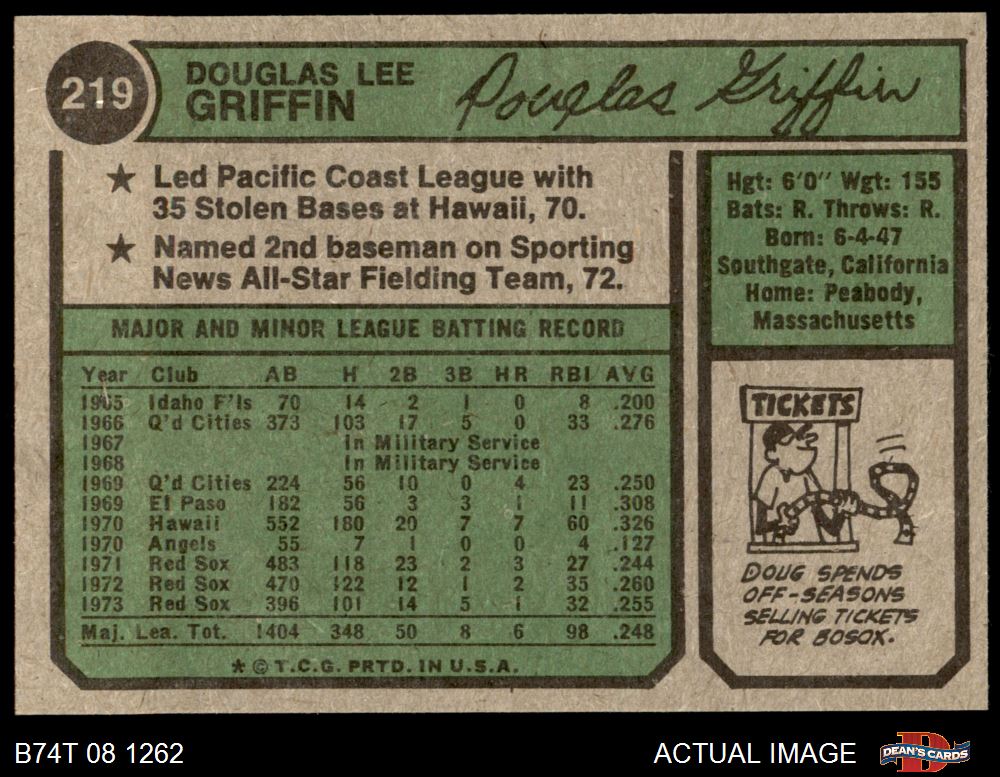 219
DOUGLAS LEE
GRIFFIN
Douglas Griffin
★ Led Pacific Coast League with
35 Stolen Bases at Hawaii, 70.
★ Named 2nd baseman on Sporting
News All-Star Fielding Team, 72.
MAJOR AND MINOR LEAGUE BATTING RECORD
Year Club AB H 2B 3B HR RBI AVG
1965 Idaho F'ls 70 14 2 1 0 8 .200
1966 Q'd Cities 373 103 17 5 0 33 .276
1967 In Military Service
1968 In Military Service
1969 Q'd Cities 224 56 10 0 4 23 .250
1969 El Paso 182 56 3 3 1 11 .308
1970 Hawaii 552 180 20 7 7 60 .326
1970 Angels 55 7 1 0 0 4 .127
1971 Red Sox 483 118 23 2 3 27 .244
1972 Red Sox 470 122 12 1 2 35 .260
1973 Red Sox 396 101 14 5 1 32 .255
Maj. Lea. Tot. 1404 348 50 8 6 98 .248
★ © T.C.G. PRTD. IN U.S.A.
Hgt: 6'0" Wgt: 155
Bats: R. Throws: R.
Born: 6-4-47
Southgate, California
Home: Peabody,
Massachusetts
TICKETS
DOUG SPENDS
OFF-SEASONS
SELLING TICKETS
FOR BOSOX.
B74T 08 1262
ACTUAL IMAGE
D
DEAN'S CARDS